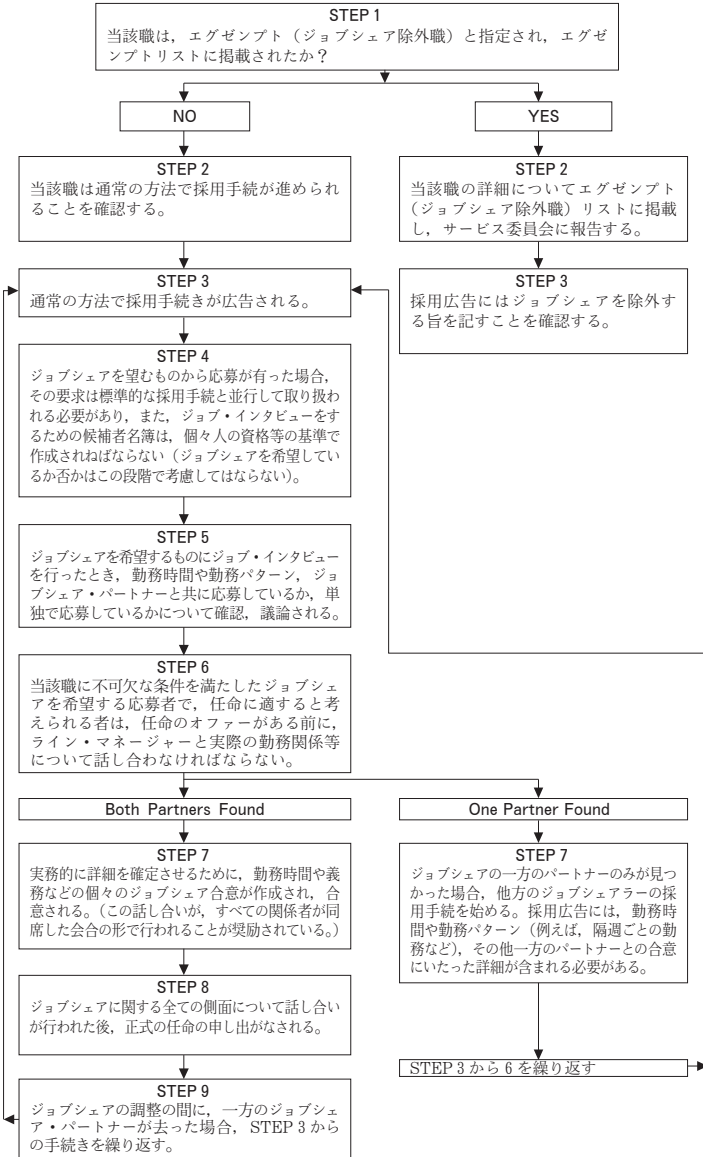 STEP 1
当該職は，エグゼンプト（ジョブシェア除外職）と指定され，エグゼ
ンプトリストに掲載されたか？
NO
YES
STEP 2
当該職は通常の方法で採用手続が進められ
ることを確認する。
STEP 2
当該職の詳細についてエグゼンプト
（ジョブシェア除外職）リストに掲載
し，サービス委員会に報告する。
STEP 3
通常の方法で採用手続きが広告される。
STEP 3
採用広告にはジョブシェアを除外す
る旨を記すことを確認する。
STEP 4
ジョブシェアを望むものから応募が有った場合，
その要求は標準的な採用手続と並行して取り扱わ
れる必要があり，また，ジョブ・インタビューをす
るための候補者名簿は，個々人の資格等の基準で
作成されねばならない（ジョブシェアを希望してい
るか否かはこの段階で考慮してはならない）。
STEP 5
ジョブシェアを希望するものにジョブ・インタビュー
を行ったとき，勤務時間や勤務パターン，ジョ
ブシェア・パートナーと共に応募しているか，単
独で応募しているかについて確認，議論される。
STEP 6
当該職に不可欠な条件を満たしたジョブシェ
アを希望する応募者で，任命に適すると考
えられる者は，任命のオファーがある前に，
ライン・マネージャーと実際の勤務関係等
について話し合わなければならない。
Both Partners Found
One Partner Found
STEP 7
実務的に詳細を確定させるために，勤務時間や義
務などの個々のジョブシェア合意が作成され，合
意される。（この話し合いが，すべての関係者が同
席した会合の形で行われることが奨励されている。）
STEP 7
ジョブシェアの一方のパートナーのみが見つ
かった場合，他方のジョブシェアラーの採
用手続を始める。採用広告には，勤務時
間や勤務パターン（例えば，隔週ごとの勤
務など），その他一方のパートナーとの合意
にいたった詳細が含まれる必要がある。
STEP 8
ジョブシェアに関する全ての側面について話し合い
が行われた後，正式の任命の申し出がなされる。
STEP 3 から 6 を繰り返す
STEP 9
ジョブシェアの調整の間に，一方のジョブシェ
ア・パートナーが去った場合，STEP 3 から
の手続きを繰り返す。